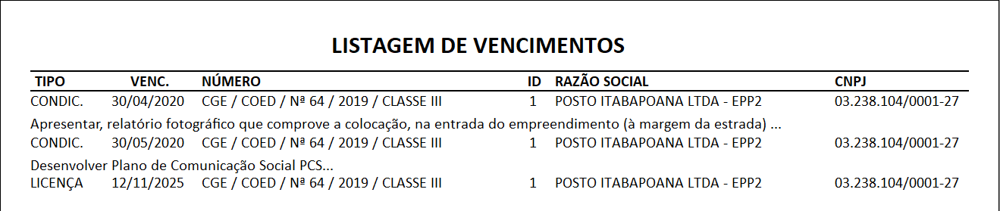 LISTAGEM DE VENCIMENTOS
TIPO VENC. NÚMERO ID RAZÃO SOCIAL CNPJ
CONDIC. 30/04/2020 CGE / COED / Nº 64 / 2019 / CLASSE III 1 POSTO ITABAPOANA LTDA - EPP2 03.238.104/0001-27
Apresentar, relatório fotográfico que comprove a colocação, na entrada do empreendimento (à margem da estrada) ...
CONDIC. 30/05/2020 CGE / COED / Nº 64 / 2019 / CLASSE III 1 POSTO ITABAPOANA LTDA - EPP2 03.238.104/0001-27
Desenvolver Plano de Comunicação Social PCS...
LICENÇA 12/11/2025 CGE / COED / Nº 64 / 2019 / CLASSE III 1 POSTO ITABAPOANA LTDA - EPP2 03.238.104/0001-27